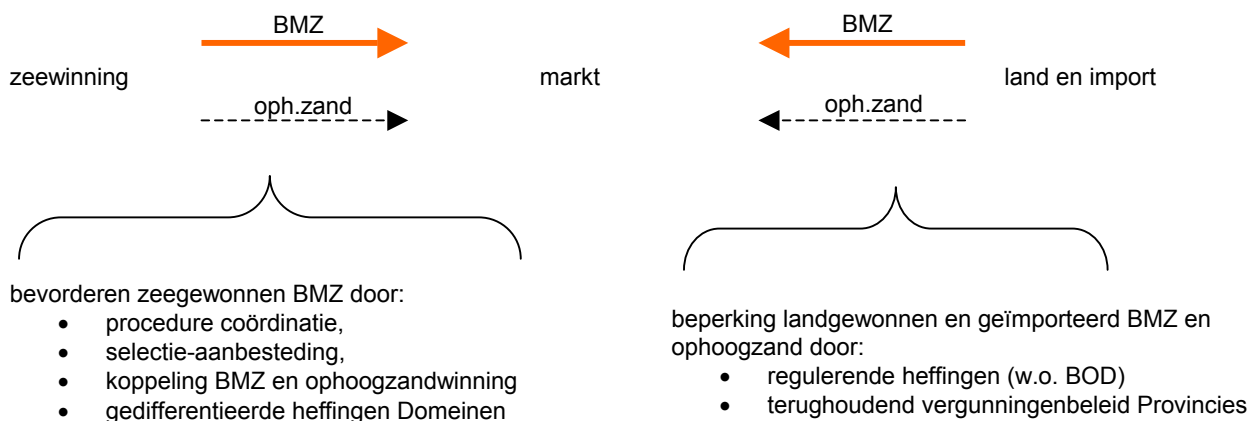 BMZ
BMZ
zeewinning
markt
land en import
oph.zand
oph.zand
bevorderen zeegewonnen BMZ door:
• procedure coördinatie,
• selectie-aanbesteding,
• koppeling BMZ en ophoogzandwinning
• gedifferentieerde heffingen Domeinen
beperking landgewonnen en geïmporteerd BMZ en
ophoogzand door:
• regulerende heffingen (w.o. BOD)
• terughoudend vergunningenbeleid Provincies